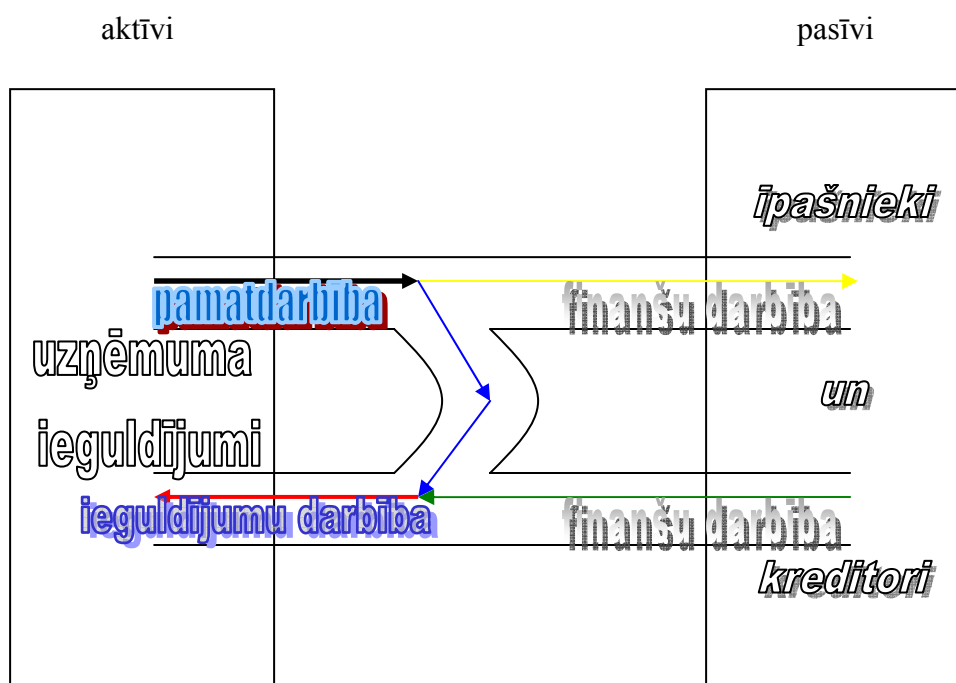 aktīvi
pasīvi
īpašnieki
pamatdarbība
finanšu darbība
uzņēmuma
un
ieguldījumi
ieguldījumu darbība
finanšu darbība
kreditori